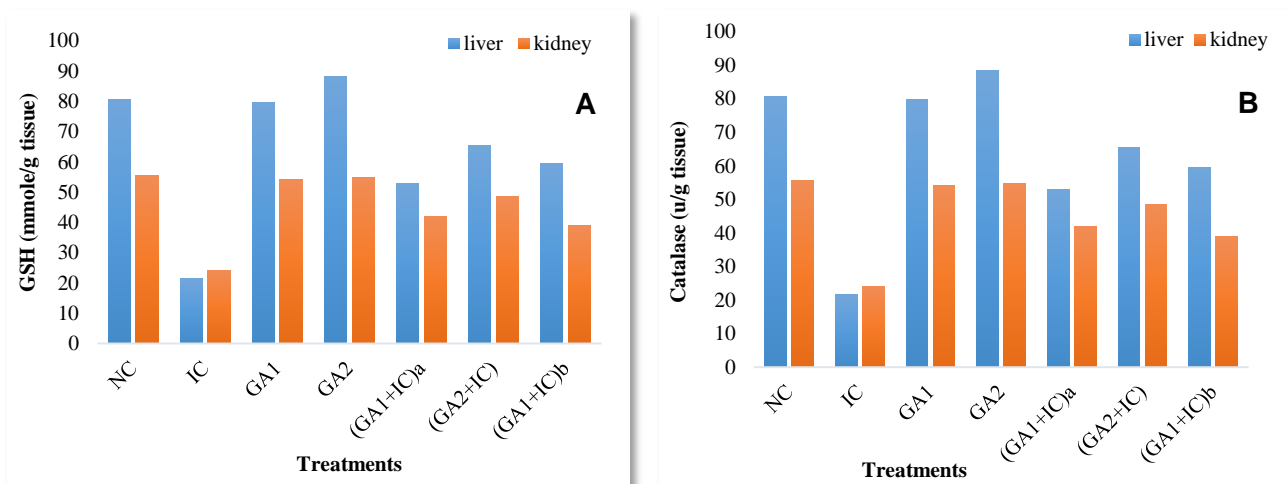 100
90
80
70
60
50
40
30
20
10
0
GSH (mmole/g tissue)
liver kidney
A
NC IC GA1 GA2 (GA1+IC)a (GA2+IC) (GA1+IC)b
Treatments
100
90
80
70
60
50
40
30
20
10
0
Catalase (u/g tissue)
liver kidney
B
NC IC GA1 GA2 (GA1+IC)a (GA2+IC) (GA1+IC)b
Treatments